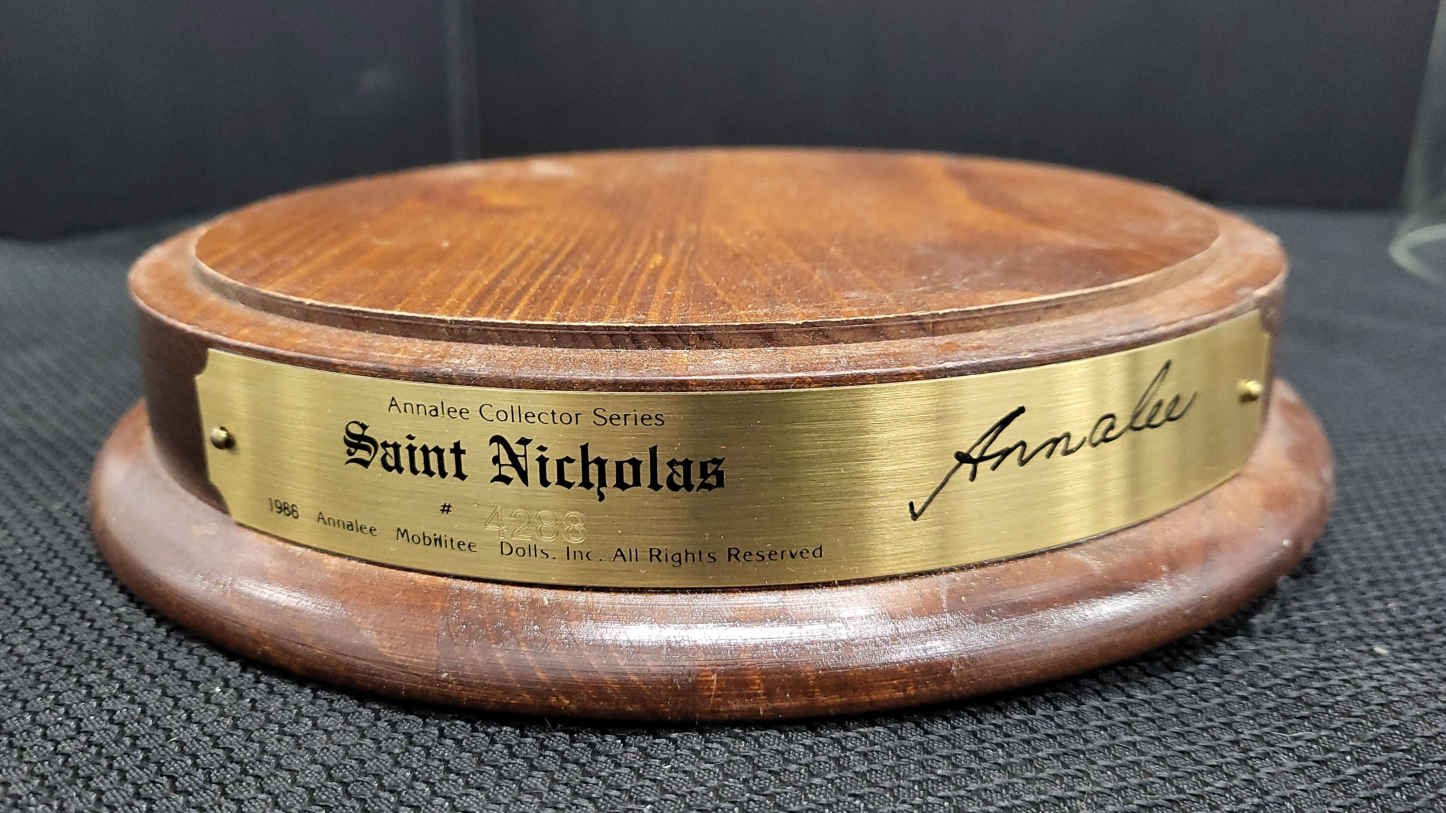 Annalee Collector Series
Saint Nicholas
# 4288
1986 Annalee Mobilitee Dolls. Inc. All Rights Reserved
Annalee